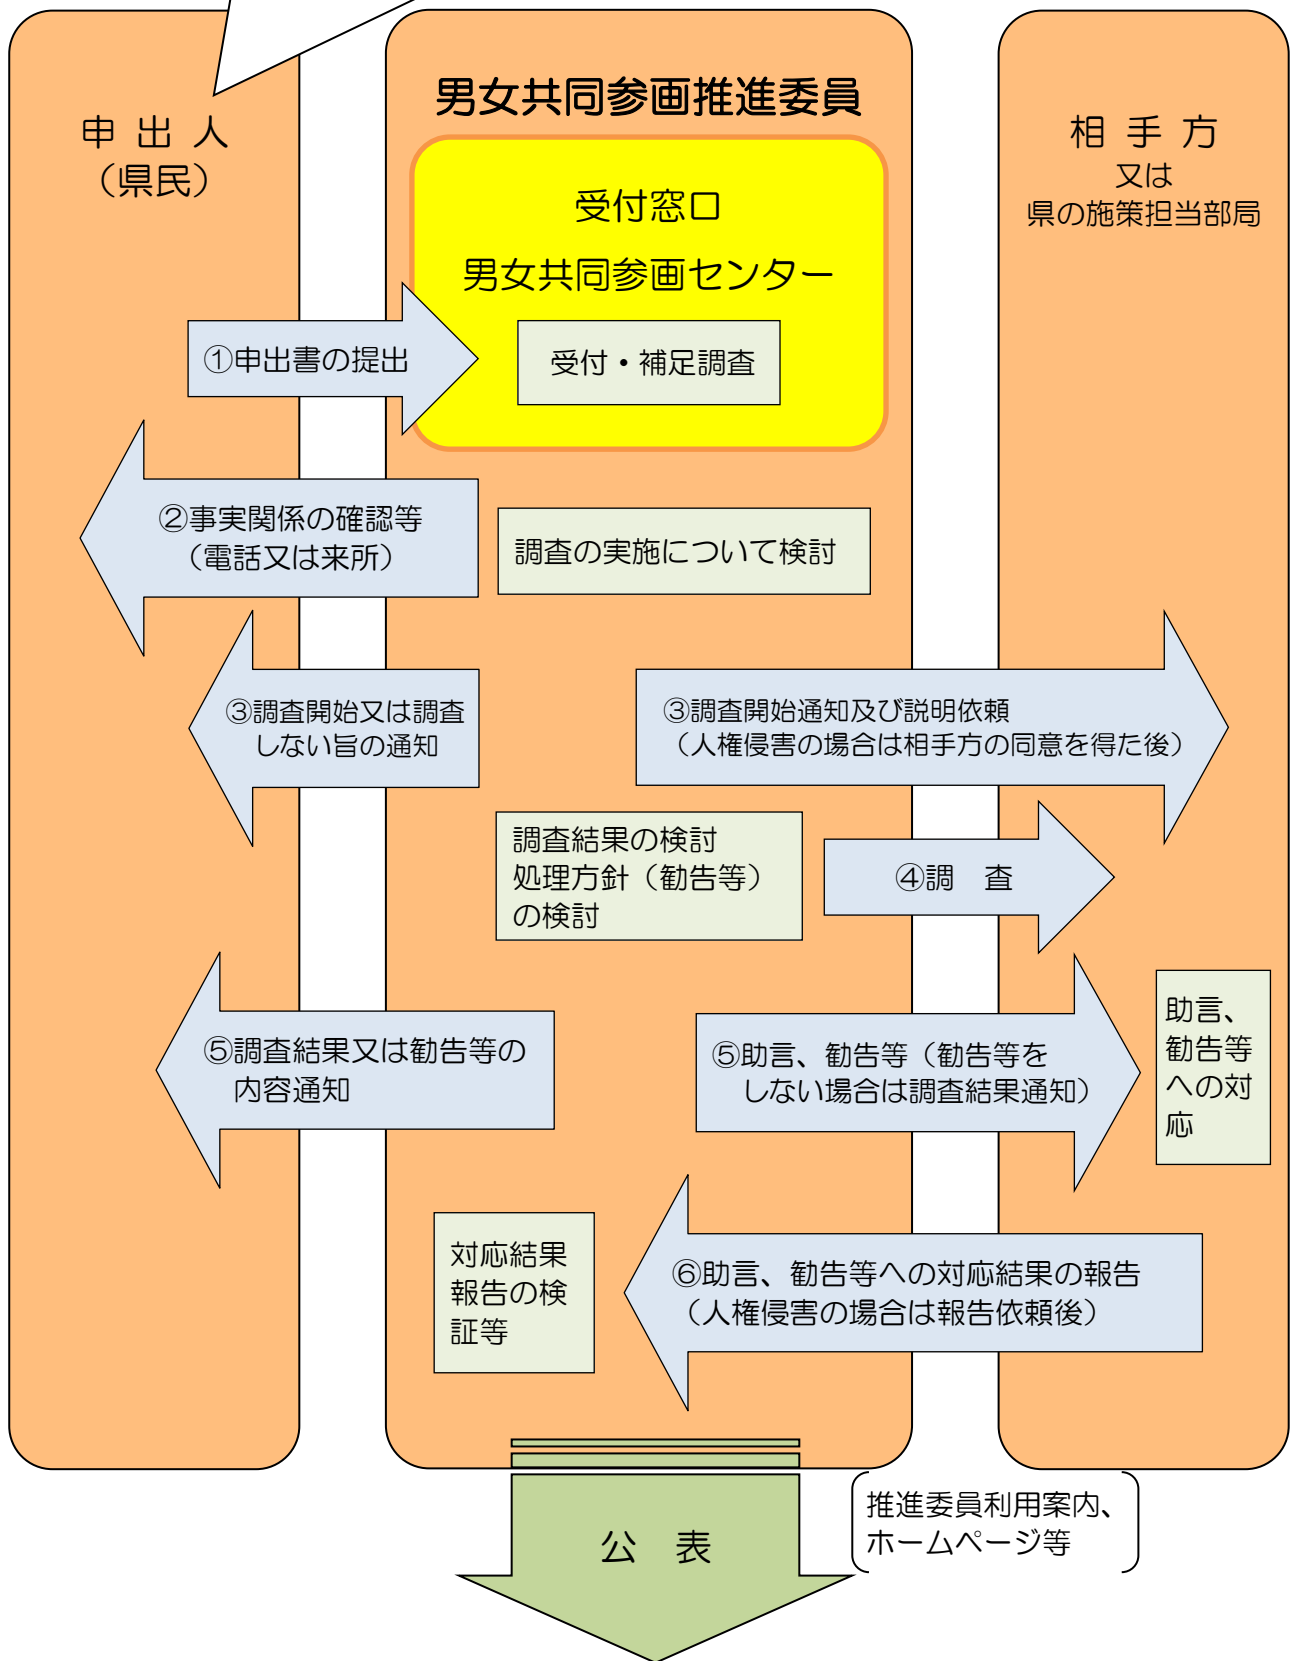 申出人
（県民）
男女共同参画推進委員
受付窓口
男女共同参画センター
受付・補足調査
相手方
又は
県の施策担当部局
①申出書の提出
②事実関係の確認等
（電話又は来所）
調査の実施について検討
③調査開始又は調査
しない旨の通知
③調査開始通知及び説明依頼
（人権侵害の場合は相手方の同意を得た後）
調査結果の検討
処理方針（勧告等）
の検討
④調　査
⑤調査結果又は勧告等の
内容通知
⑤助言、勧告等（勧告等を
しない場合は調査結果通知）
助言、
勧告等
への対
応
対応結果
報告の検
証等
⑥助言、勧告等への対応結果の報告
（人権侵害の場合は報告依頼後）
公　表
推進委員利用案内、
ホームページ等